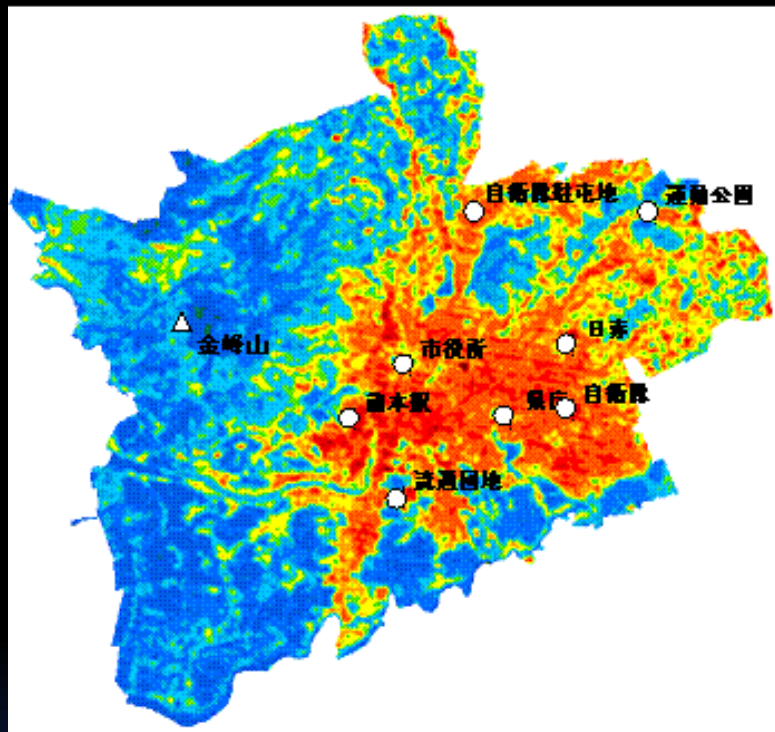 自衛隊駐屯地
運動公園
金峰山
市役所
日赤
熊本駅
県庁
自衛隊
流通団地